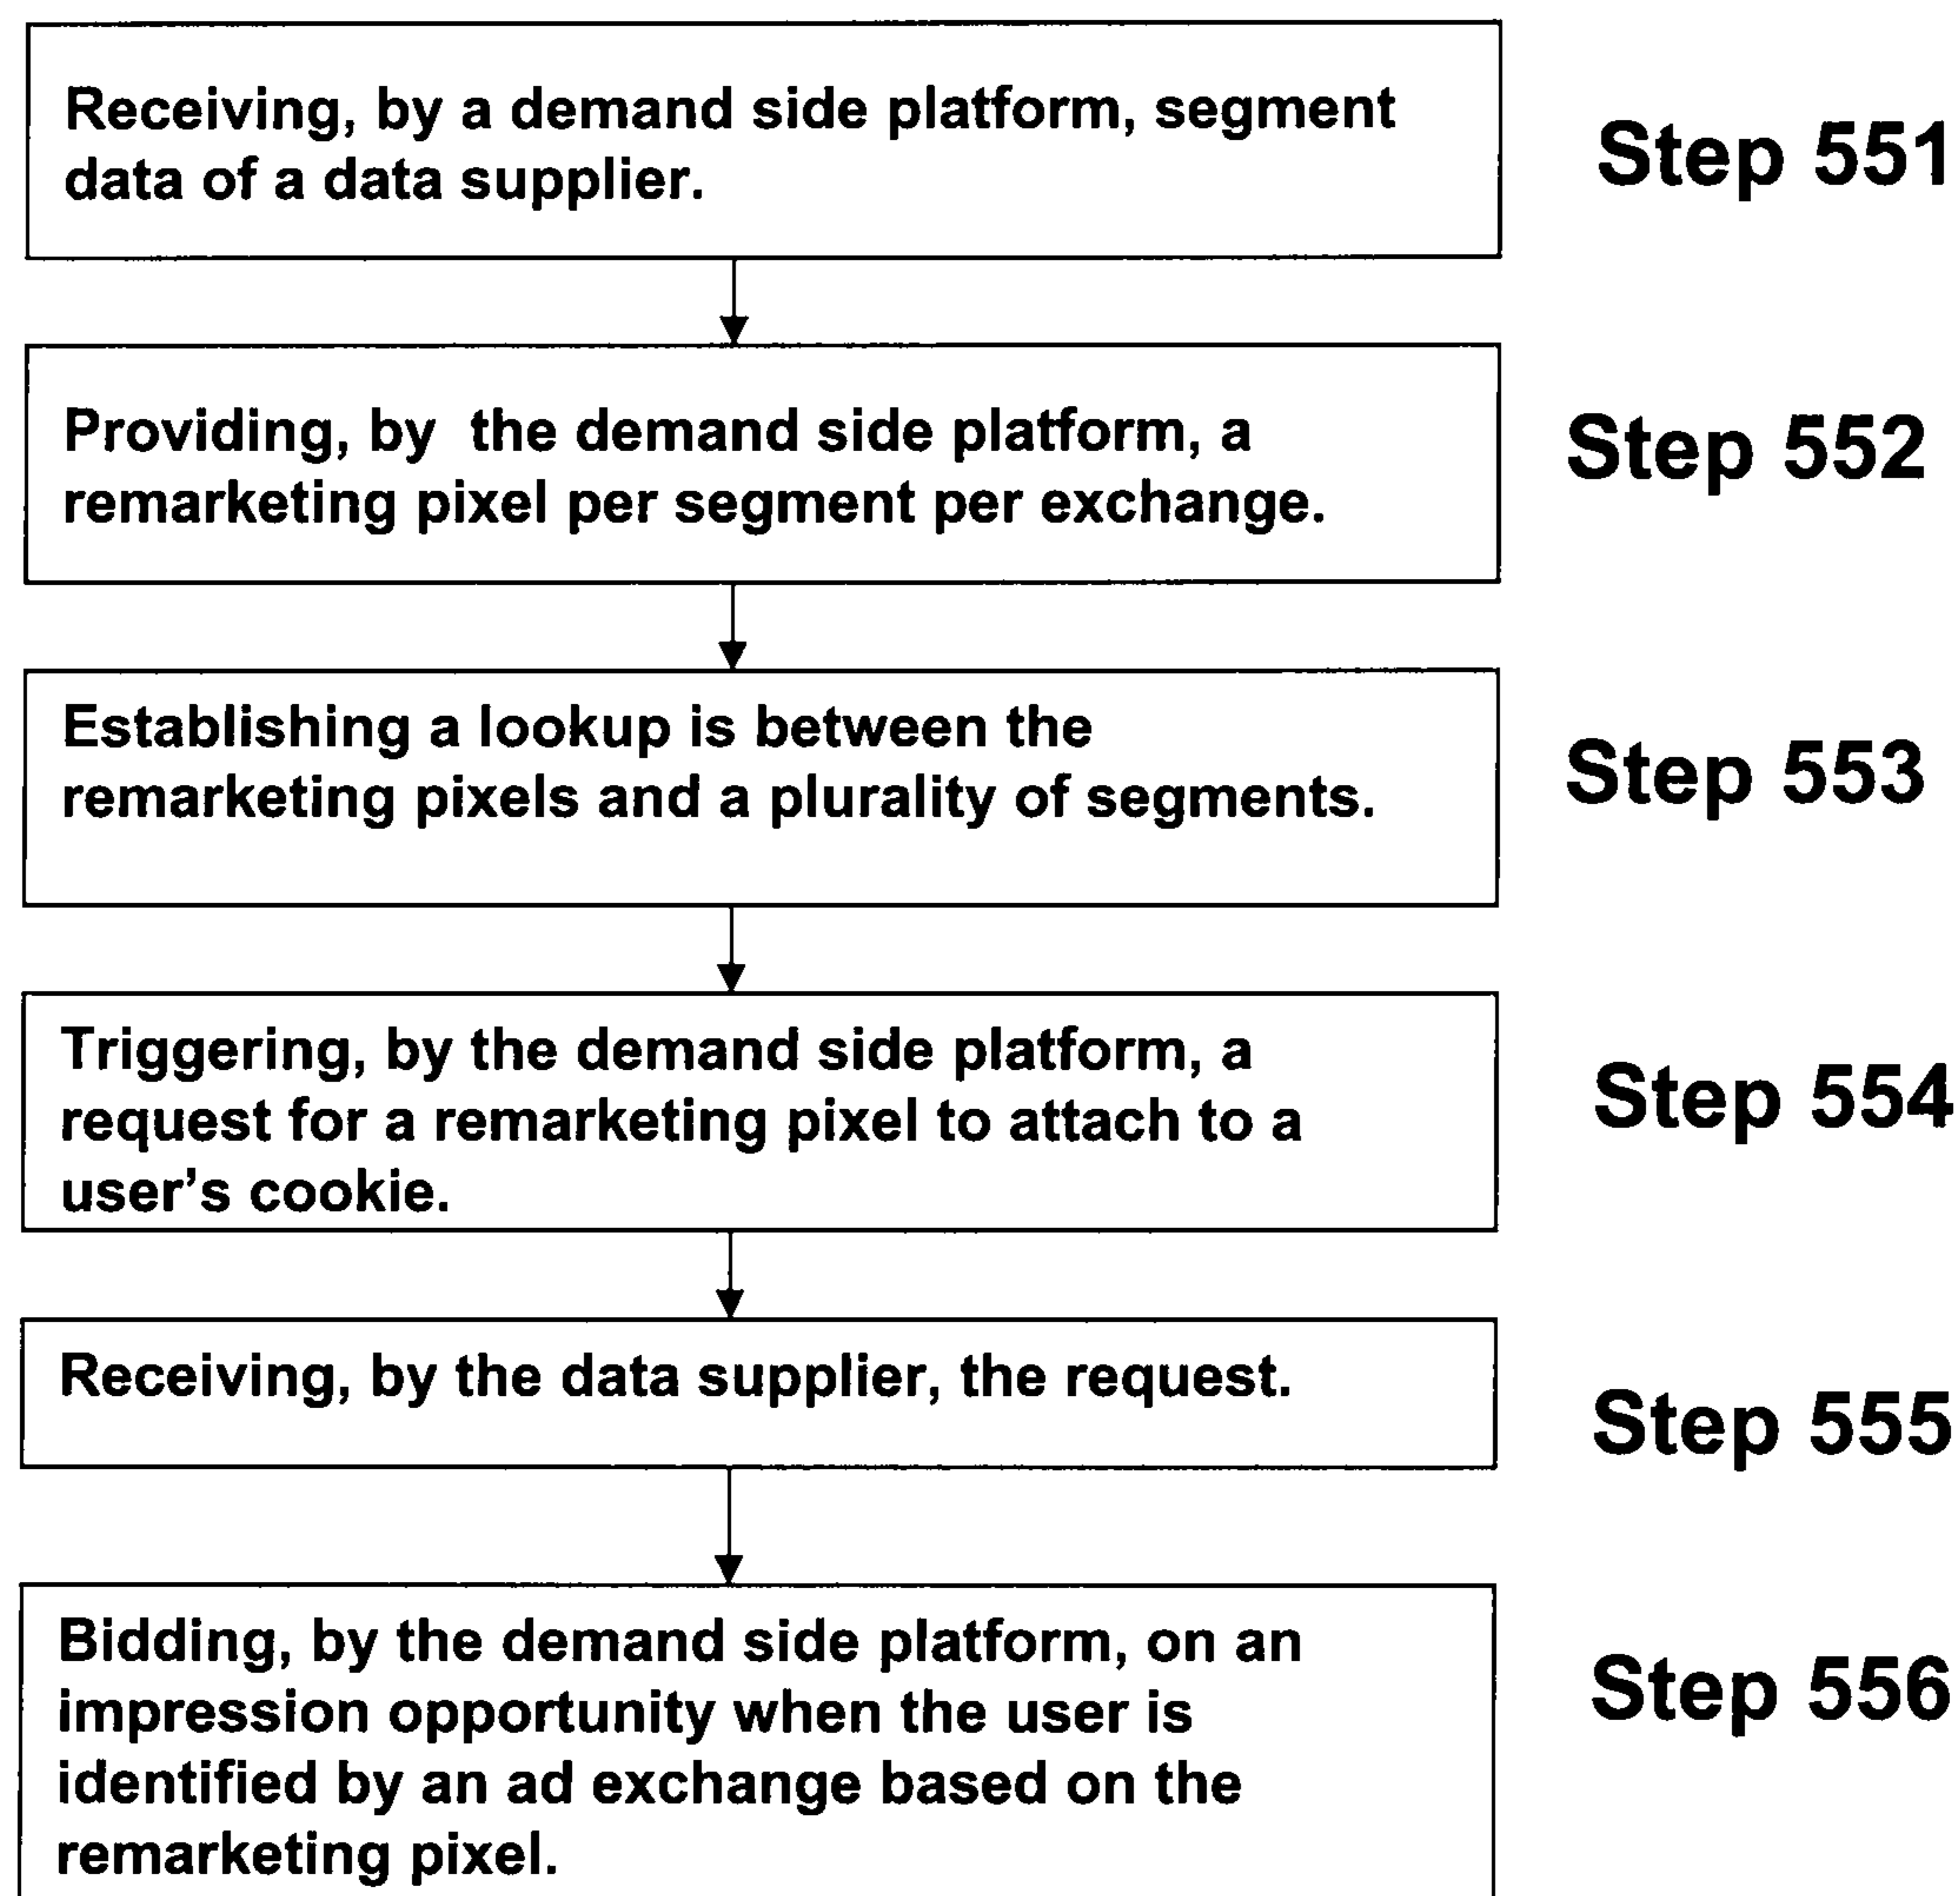 Receiving, by a demand side platform, segment
data of a data supplier.
Step 551
Providing, by the demand side platform, a
remarketing pixel per segment per exchange.
Step 552
Establishing a lookup is between the
remarketing pixels and a plurality of segments.
Step 553
Triggering, by the demand side platform, a
request for a remarketing pixel to attach to a
user's cookie.
Step 554
Receiving, by the data supplier, the request.
Step 555
Bidding, by the demand side platform, on an
impression opportunity when the user is
identified by an ad exchange based on the
remarketing pixel.
Step 556